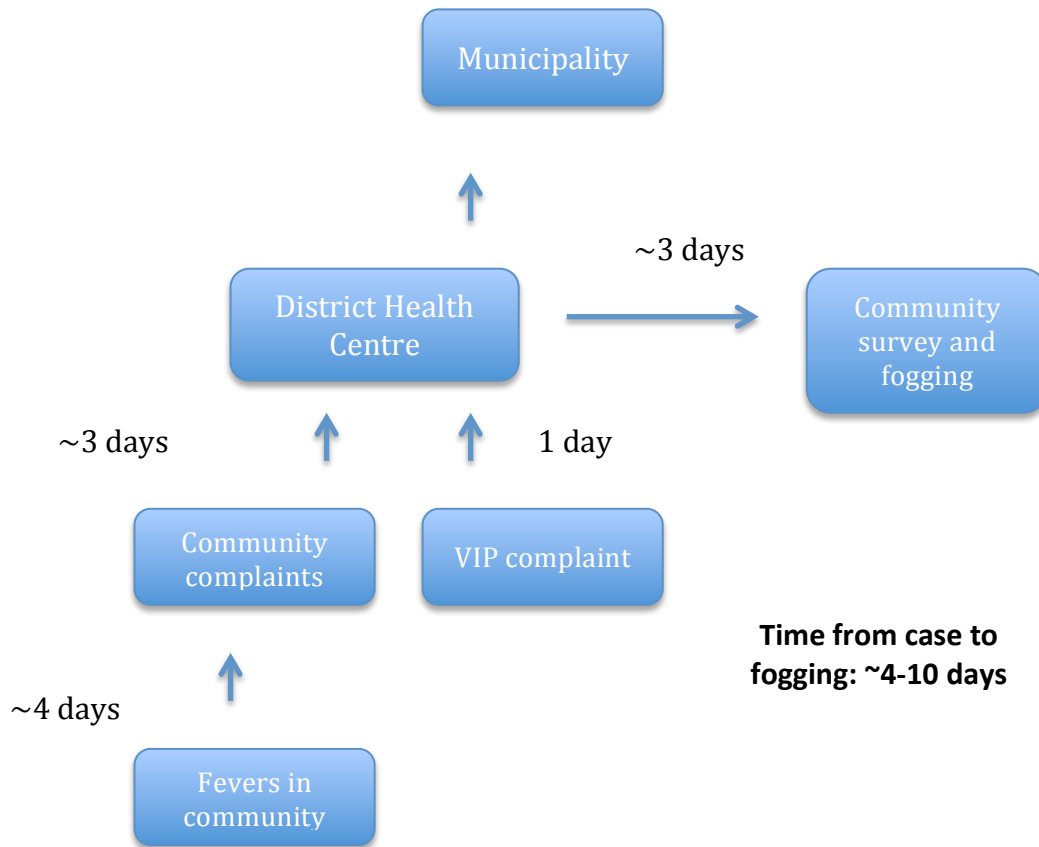 Municipality
~3 days
District Health
Centre
Community
survey and
fogging
~3 days
1 day
Community
complaints
VIP complaint
Time from case to
fogging: ~4-10 days
~4 days
Fevers in
community